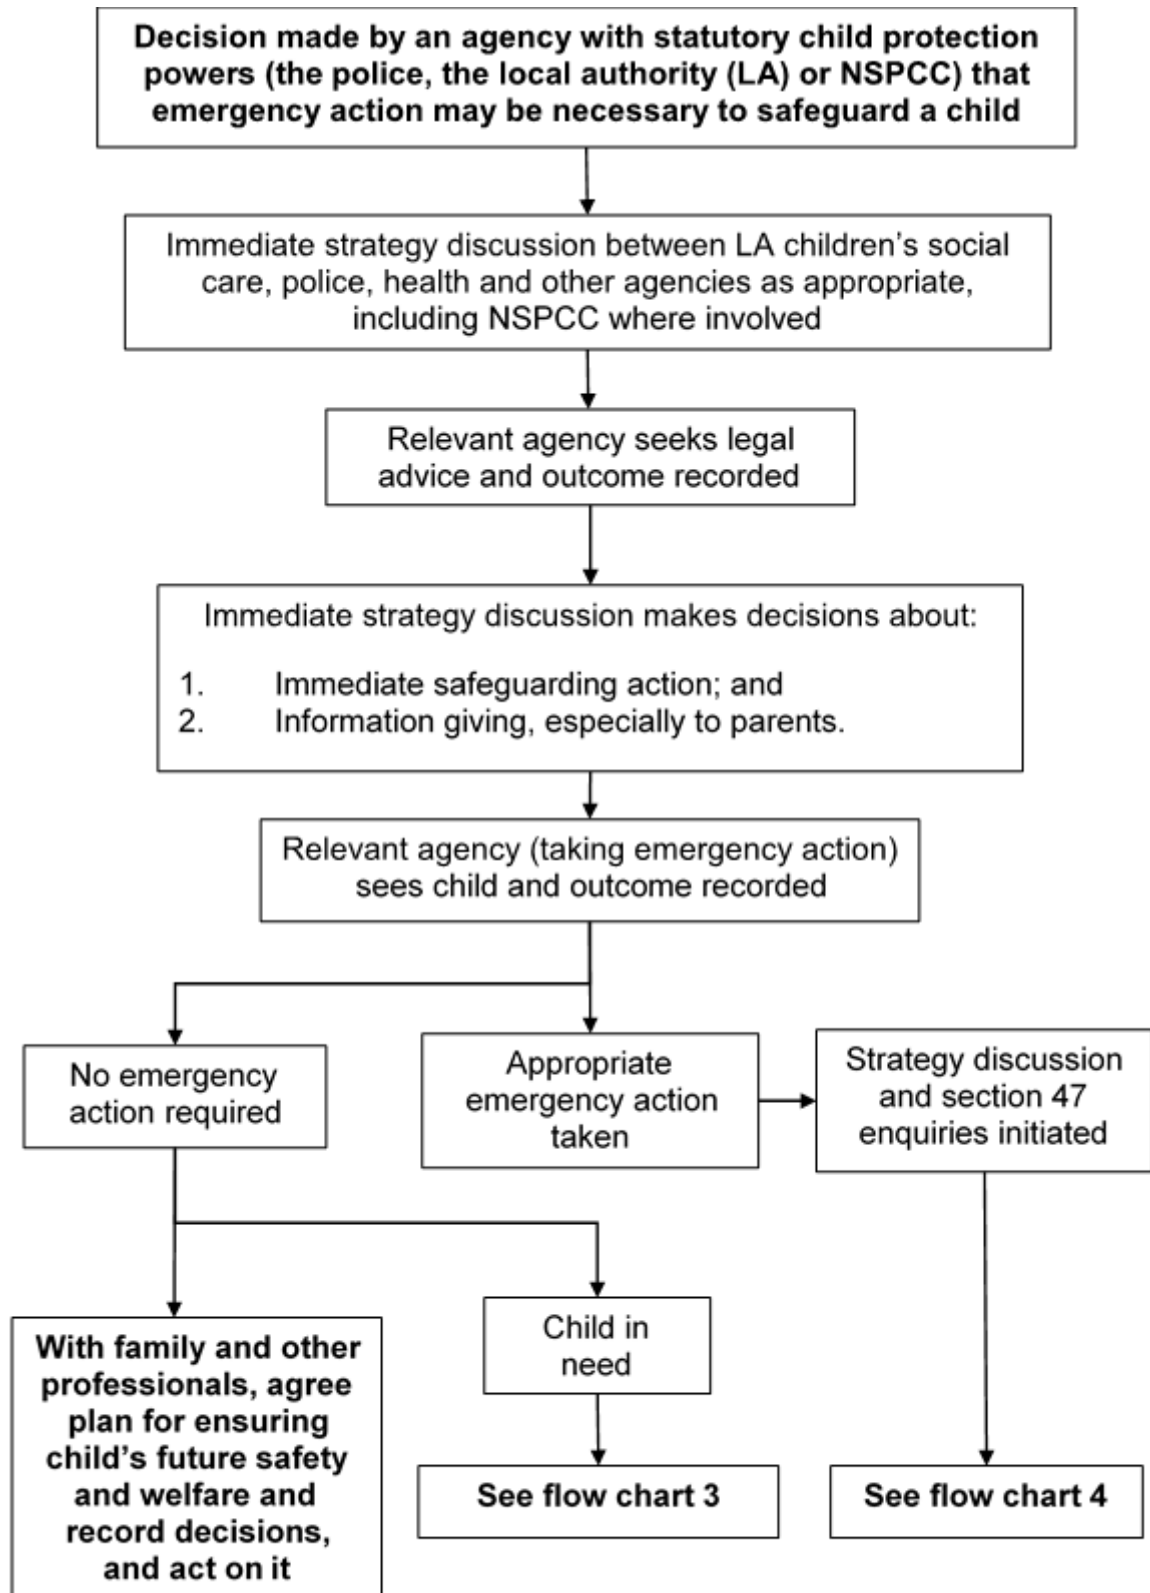 Decision made by an agency with statutory child protection
powers (the police, the local authority (LA) or NSPCC) that
emergency action may be necessary to safeguard a child
Immediate strategy discussion between LA children’s social
care, police, health and other agencies as appropriate,
including NSPCC where involved
Relevant agency seeks legal
advice and outcome recorded
Immediate strategy discussion makes decisions about:
1. Immediate safeguarding action; and
2. Information giving, especially to parents.
Relevant agency (taking emergency action)
sees child and outcome recorded
No emergency
action required
Appropriate
emergency action
taken
Strategy discussion
and section 47
enquiries initiated
With family and other
professionals, agree
plan for ensuring
child’s future safety
and welfare and
record decisions,
and act on it
Child in
need
See flow chart 3
See flow chart 4